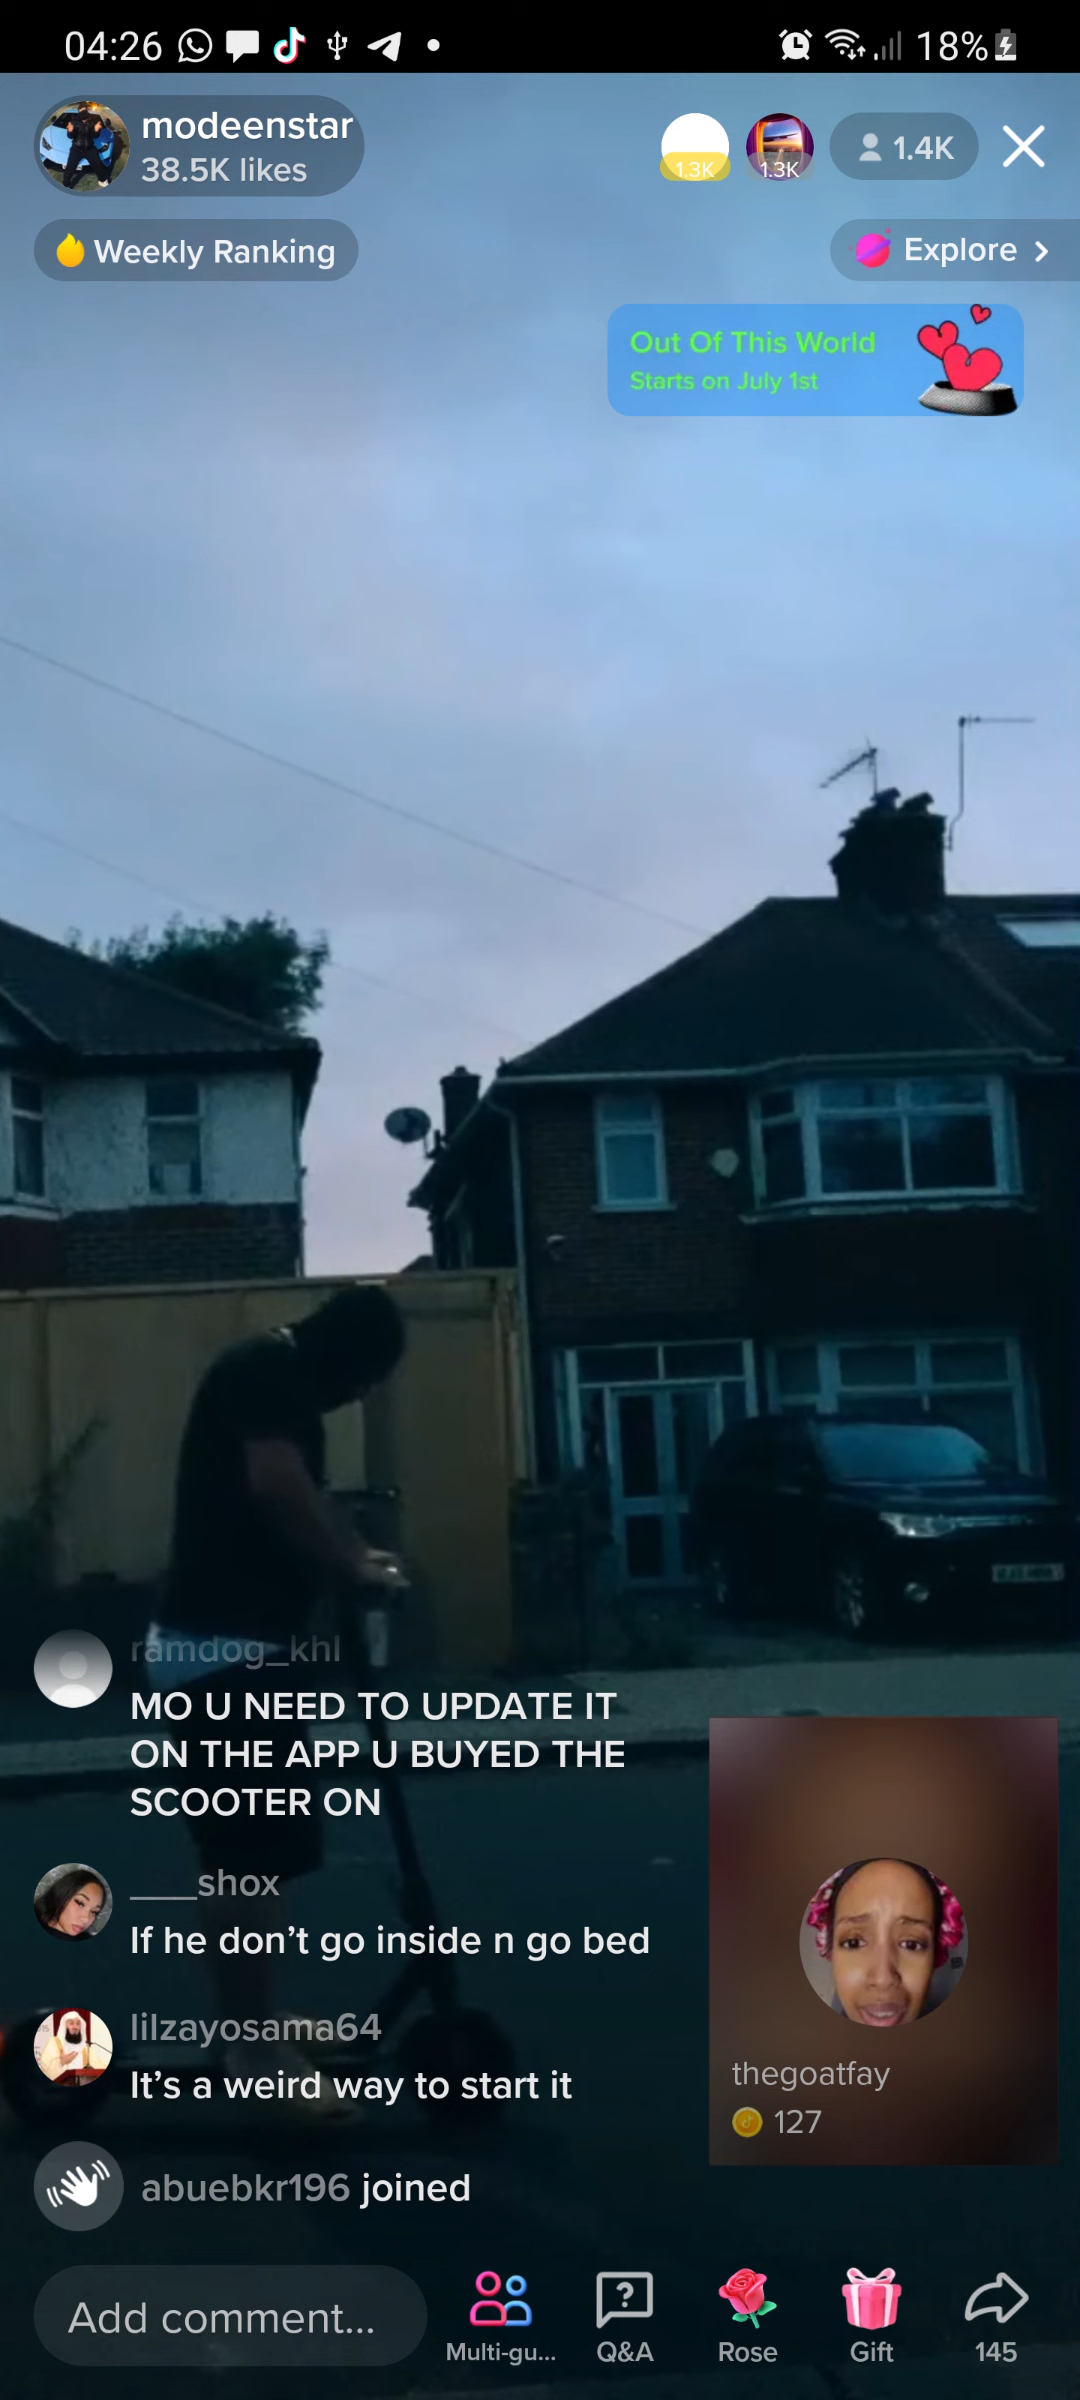 04:26
18%
modeenstar
38.5K likes
1.3K
1.3K
1.4K
Weekly Ranking
Explore
Out Of This World
Starts on July 1st
ramdog_khl
MO U NEED TO UPDATE IT
ON THE APP U BUYED THE
SCOOTER ON
___shox
If he don’t go inside n go bed
lilzayosama64
It’s a weird way to start it
abuebkr196 joined
thegoatfay
127
Add comment...
Multi-gu...
Q&A
Rose
Gift
145